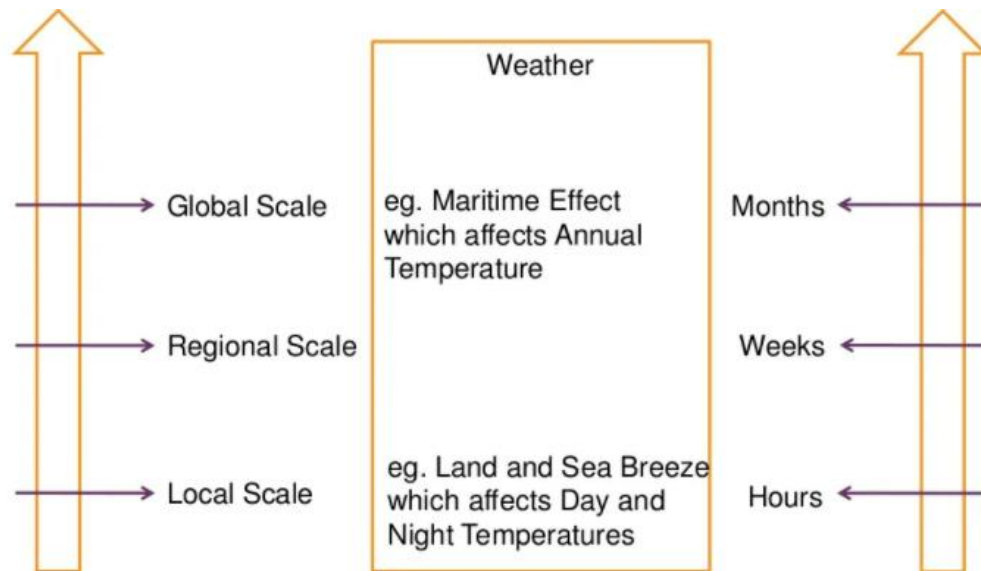 Weather
Global Scale
eg. Maritime Effect
which affects Annual
Temperature
Months
Regional Scale
Weeks
Local Scale
eg. Land and Sea Breeze
which affects Day and
Night Temperatures
Hours